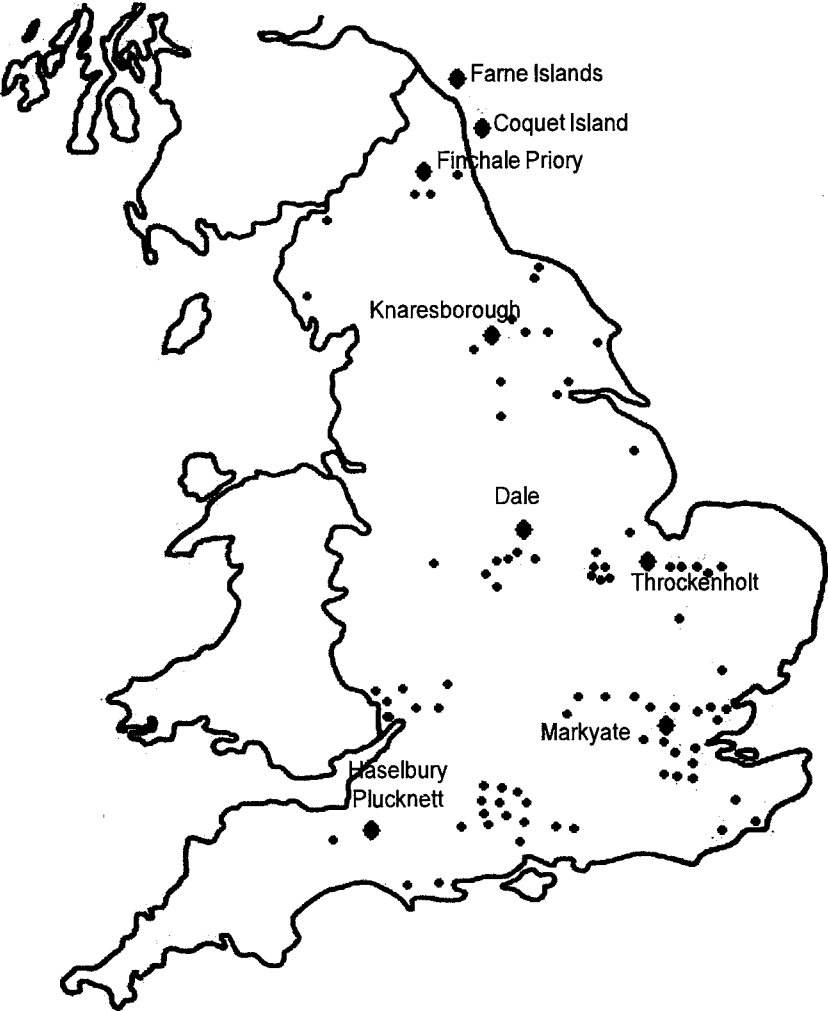 Farne Islands
Coquet Island
Finchale Priory
Knaresborough
Dale
Throckenholt
Markyate
Haselbury
Plucknett